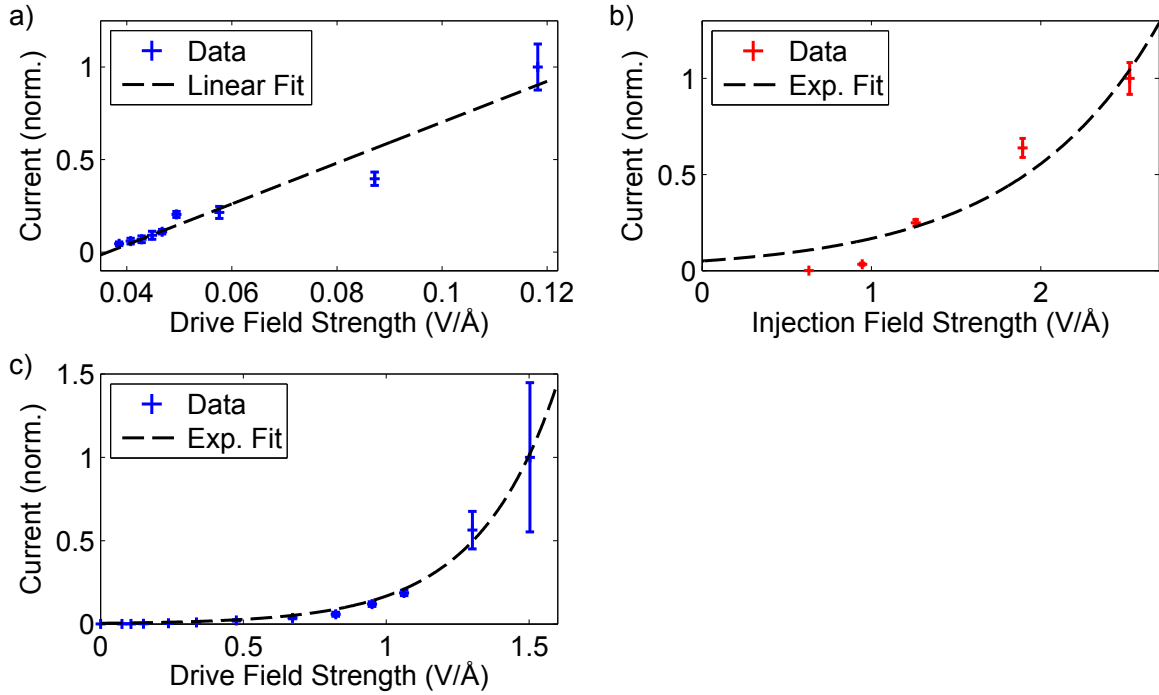 a)
Current (norm.)
1
0.5
0
Data
Linear Fit
0.04
0.06
0.08
0.1
0.12
Drive Field Strength (V/Å)
b)
Current (norm.)
1
0.5
0
Data
Exp. Fit
0
1
2
Injection Field Strength (V/Å)
c)
Current (norm.)
1.5
1
0.5
0
Data
Exp. Fit
0
0.5
1
1.5
Drive Field Strength (V/Å)